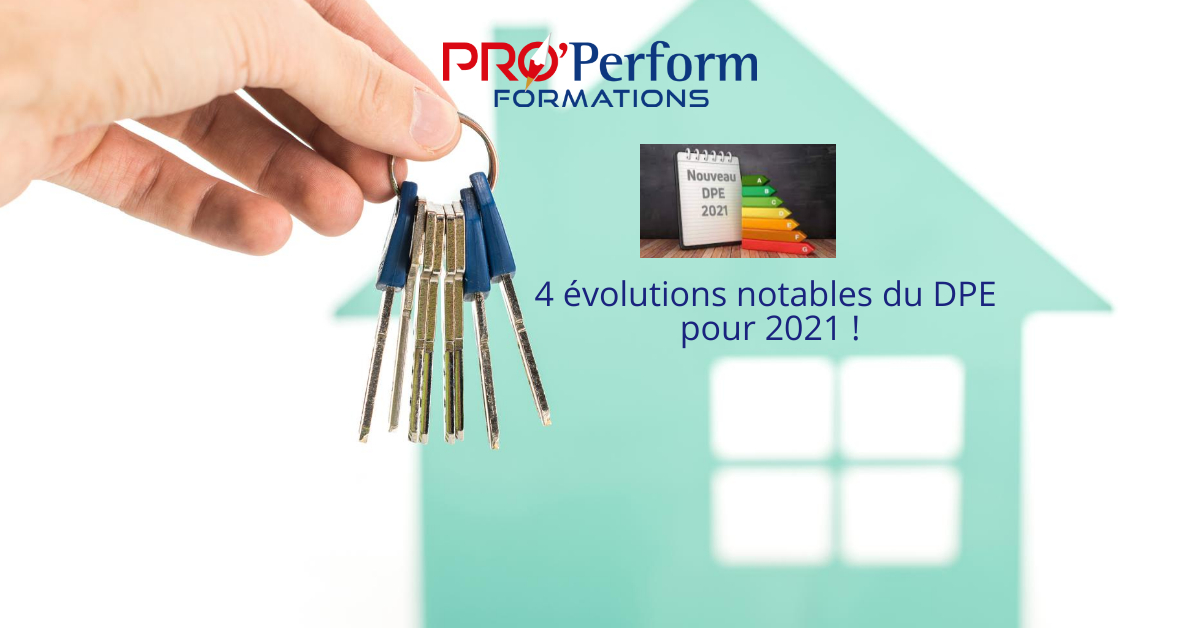 PRO'Perform
FORMATIONS
Nouveau
DPE
2021
A
B
C
D
E
F
G
4 évolutions notables du DPE
pour 2021 !